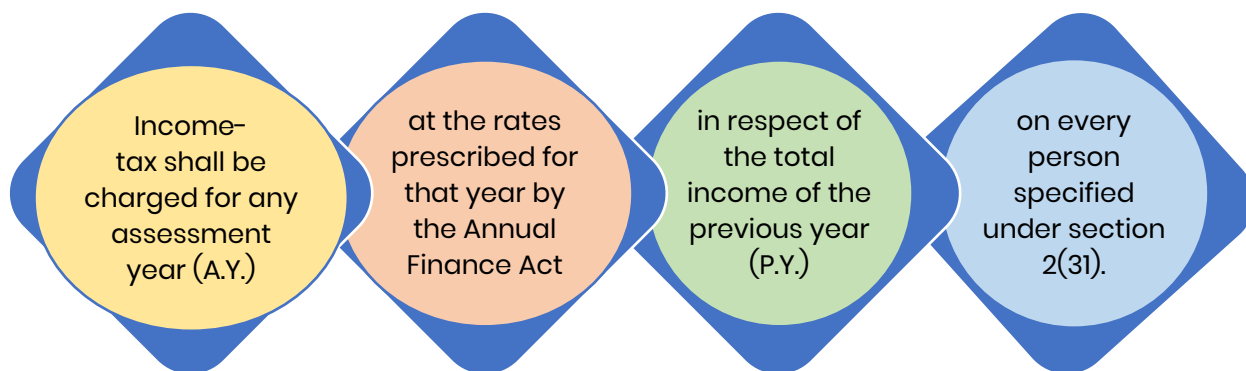 Income-
tax shall be
charged for any
assessment
year (A.Y.)
at the rates
prescribed for
that year by
the Annual
Finance Act
in respect of
the total
income of the
previous year
(P.Y.)
on every
person
specified
under section
2(31).